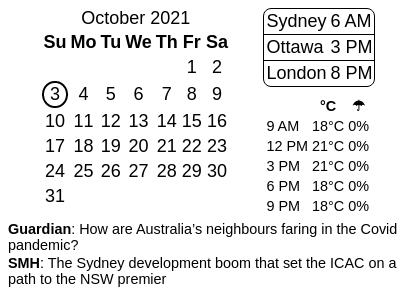 October 2021
Su Mo Tu We Th Fr Sa
1 2
3 4 5 6 7 8 9
10 11 12 13 14 15 16
17 18 19 20 21 22 23
24 25 26 27 28 29 30
31
Sydney 6 AM
Ottawa 3 PM
London 8 PM
°C ☂
9 AM 18°C 0%
12 PM 21°C 0%
3 PM 21°C 0%
6 PM 18°C 0%
9 PM 18°C 0%
Guardian: How are Australia’s neighbours faring in the Covid
pandemic?
SMH: The Sydney development boom that set the ICAC on a
path to the NSW premier